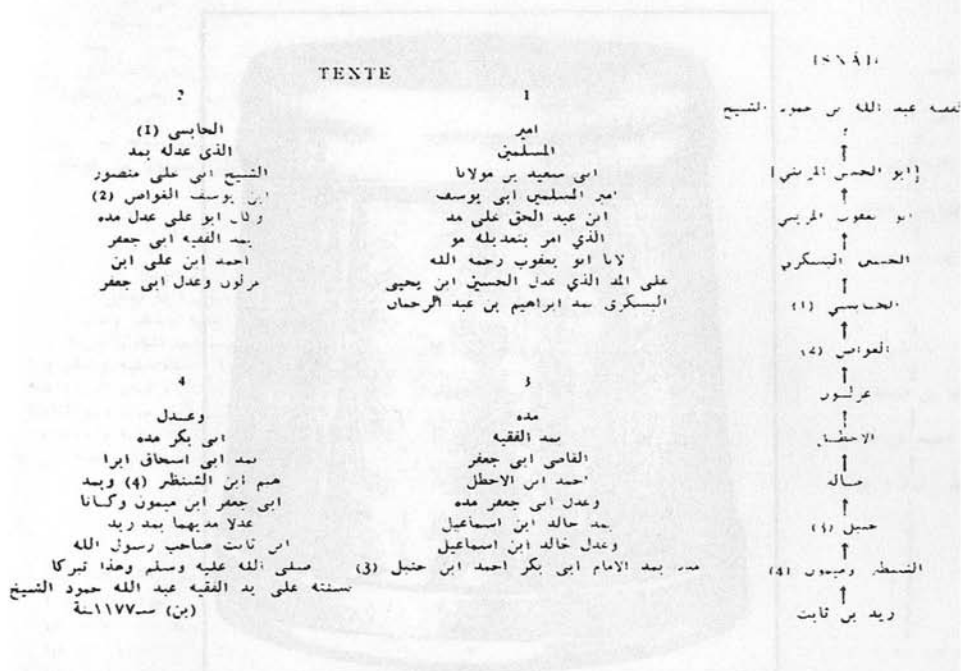 TEXTE
ISNĀD
1
امير
المسلمين
ابى سعيد بن مولانا
امير المسلمين ابى يوسف
ابن عبد الحق على مد
الذي امر بتعديله مو
لانا ابو يعقوب رحمه الله
على المد الذي عدل الحسين ابن يحيى
البسكرى بمد ابراهيم بن عبد الرحمان
2
الحابسى (1)
الذى عدله بمد
الشيخ ابى على منصور
ابن يوسف الغواص (2)
وقال ابو على عدل مده
بمد الفقيه ابى جعفر
احمد ابن على ابن
غزلون وعدل ابى جعفر
3
مده
بمد الفقيه
القاضى ابى جعفر
احمد ابن الاخطل
وعدل ابى جعفر مده
بمد خالد ابن اسماعيل
وعدل خالد ابن اسماعيل
مده بمد الامام ابى بكر احمد ابن حنبل (3)
4
وعدل
ابى بكر مده
بمد ابى اسحاق ابرا
هيم ابن الشنظر (4) وبمد
ابى جعفر ابن ميمون وكانا
عدلا مديهما بمد زيد
ابن ثابت صاحب رسول الله
صلى الله عليه وسلم وهذا تبركا
بسنته على يد الفقيه عبد الله حمود الشيخ
(بن) سنة ١١٧٧
الفقيه عبد الله بن حمود الشيخ
[ابو الحسن المرينى]
ابو يعقوب المرينى
الحسين البسكري
الحابسى (1)
الغواص (2)
غزلون
الاخطل
خالد
حنبل (3)
الشنظر وميمون (4)
زيد بن ثابت